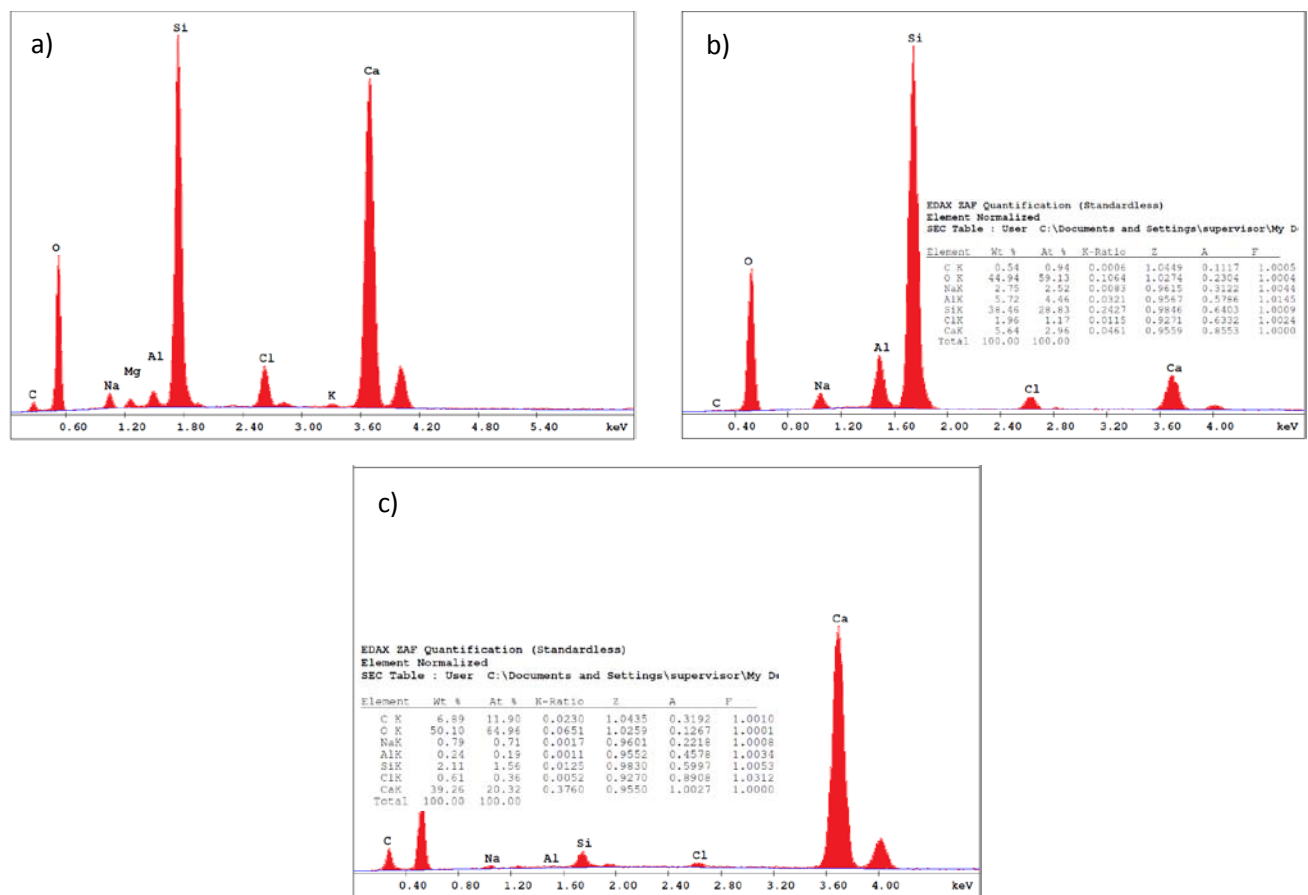 a)
Si
Ca
O
C
Na
Mg
Al
Cl
K
0.60 1.20 1.80 2.40 3.00 3.60 4.20 4.80 5.40 keV
b)
Si
O
Al
Na
C
Cl
Ca
EDAX ZAF Quantification (Standardless)
Element Normalized
SEC Table : User C:\Documents and Settings\supervisor\My D
Element Wt % At % K-Ratio Z A F
C K 0.54 0.94 0.0006 1.0449 0.1117 1.0005
O K 44.94 59.13 0.1064 1.0274 0.2304 1.0004
NaK 2.75 2.52 0.0083 0.9615 0.3122 1.0044
AlK 5.72 4.46 0.0321 0.9567 0.5786 1.0145
SiK 38.46 28.83 0.2427 0.9846 0.6403 1.0009
ClK 1.96 1.17 0.0115 0.9271 0.6332 1.0024
CaK 5.64 2.96 0.0461 0.9559 0.8553 1.0000
Total 100.00 100.00
0.40 0.80 1.20 1.60 2.00 2.40 2.80 3.20 3.60 4.00 keV
c)
Ca
EDAX ZAF Quantification (Standardless)
Element Normalized
SEC Table : User C:\Documents and Settings\supervisor\My D
Element Wt % At % K-Ratio Z A F
C K 6.89 11.90 0.0230 1.0435 0.3192 1.0010
O K 50.10 64.96 0.0651 1.0259 0.1267 1.0001
NaK 0.79 0.71 0.0017 0.9601 0.2218 1.0008
AlK 0.24 0.19 0.0011 0.9552 0.4578 1.0034
SiK 2.11 1.56 0.0125 0.9830 0.5997 1.0053
ClK 0.61 0.36 0.0052 0.9270 0.8908 1.0312
CaK 39.26 20.32 0.3760 0.9550 1.0027 1.0000
Total 100.00 100.00
C
Na
Al
Si
Cl
0.40 0.80 1.20 1.60 2.00 2.40 2.80 3.20 3.60 4.00 keV